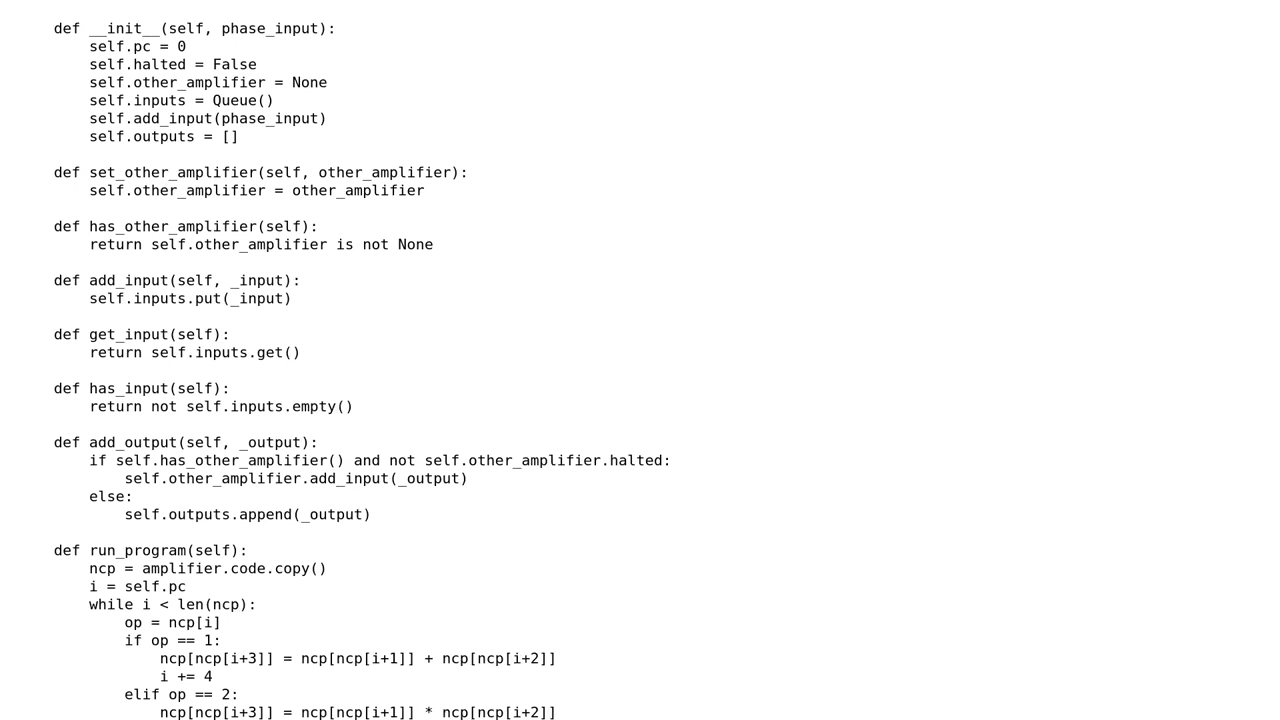 def __init__(self, phase_input):
    self.pc = 0
    self.halted = False
    self.other_amplifier = None
    self.inputs = Queue()
    self.add_input(phase_input)
    self.outputs = []

def set_other_amplifier(self, other_amplifier):
    self.other_amplifier = other_amplifier

def has_other_amplifier(self):
    return self.other_amplifier is not None

def add_input(self, _input):
    self.inputs.put(_input)

def get_input(self):
    return self.inputs.get()

def has_input(self):
    return not self.inputs.empty()

def add_output(self, _output):
    if self.has_other_amplifier() and not self.other_amplifier.halted:
        self.other_amplifier.add_input(_output)
    else:
        self.outputs.append(_output)

def run_program(self):
    ncp = amplifier.code.copy()
    i = self.pc
    while i < len(ncp):
        op = ncp[i]
        if op == 1:
            ncp[ncp[i+3]] = ncp[ncp[i+1]] + ncp[ncp[i+2]]
            i += 4
        elif op == 2:
            ncp[ncp[i+3]] = ncp[ncp[i+1]] * ncp[ncp[i+2]]